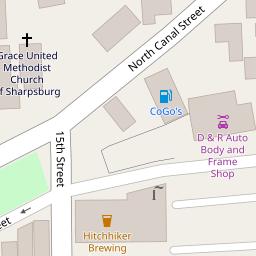 Grace United
Methodist
Church
of Sharpsburg
North Canal Street
CoGo's
D & R Auto
Body and
Frame
Shop
15th Street
Hitchhiker
Brewing